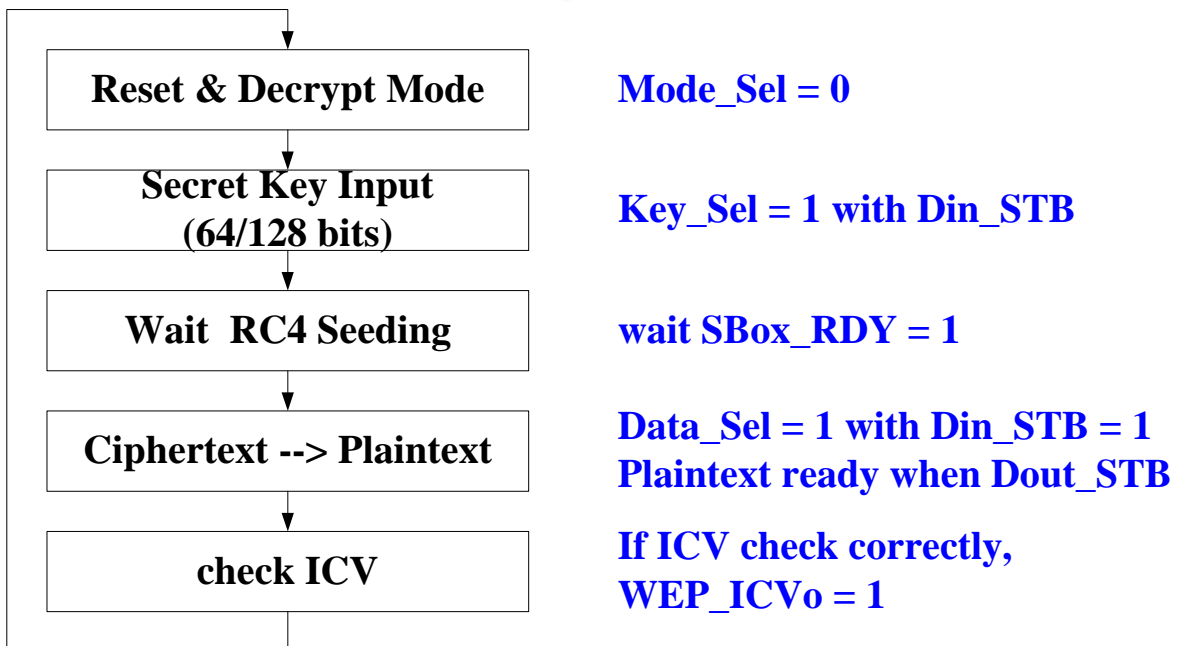 Reset & Decrypt Mode
Mode_Sel = 0
Secret Key Input
(64/128 bits)
Key_Sel = 1 with Din_STB
Wait RC4 Seeding
wait SBox_RDY = 1
Ciphertext --> Plaintext
Data_Sel = 1 with Din_STB = 1
Plaintext ready when Dout_STB
check ICV
If ICV check correctly,
WEP_ICVo = 1